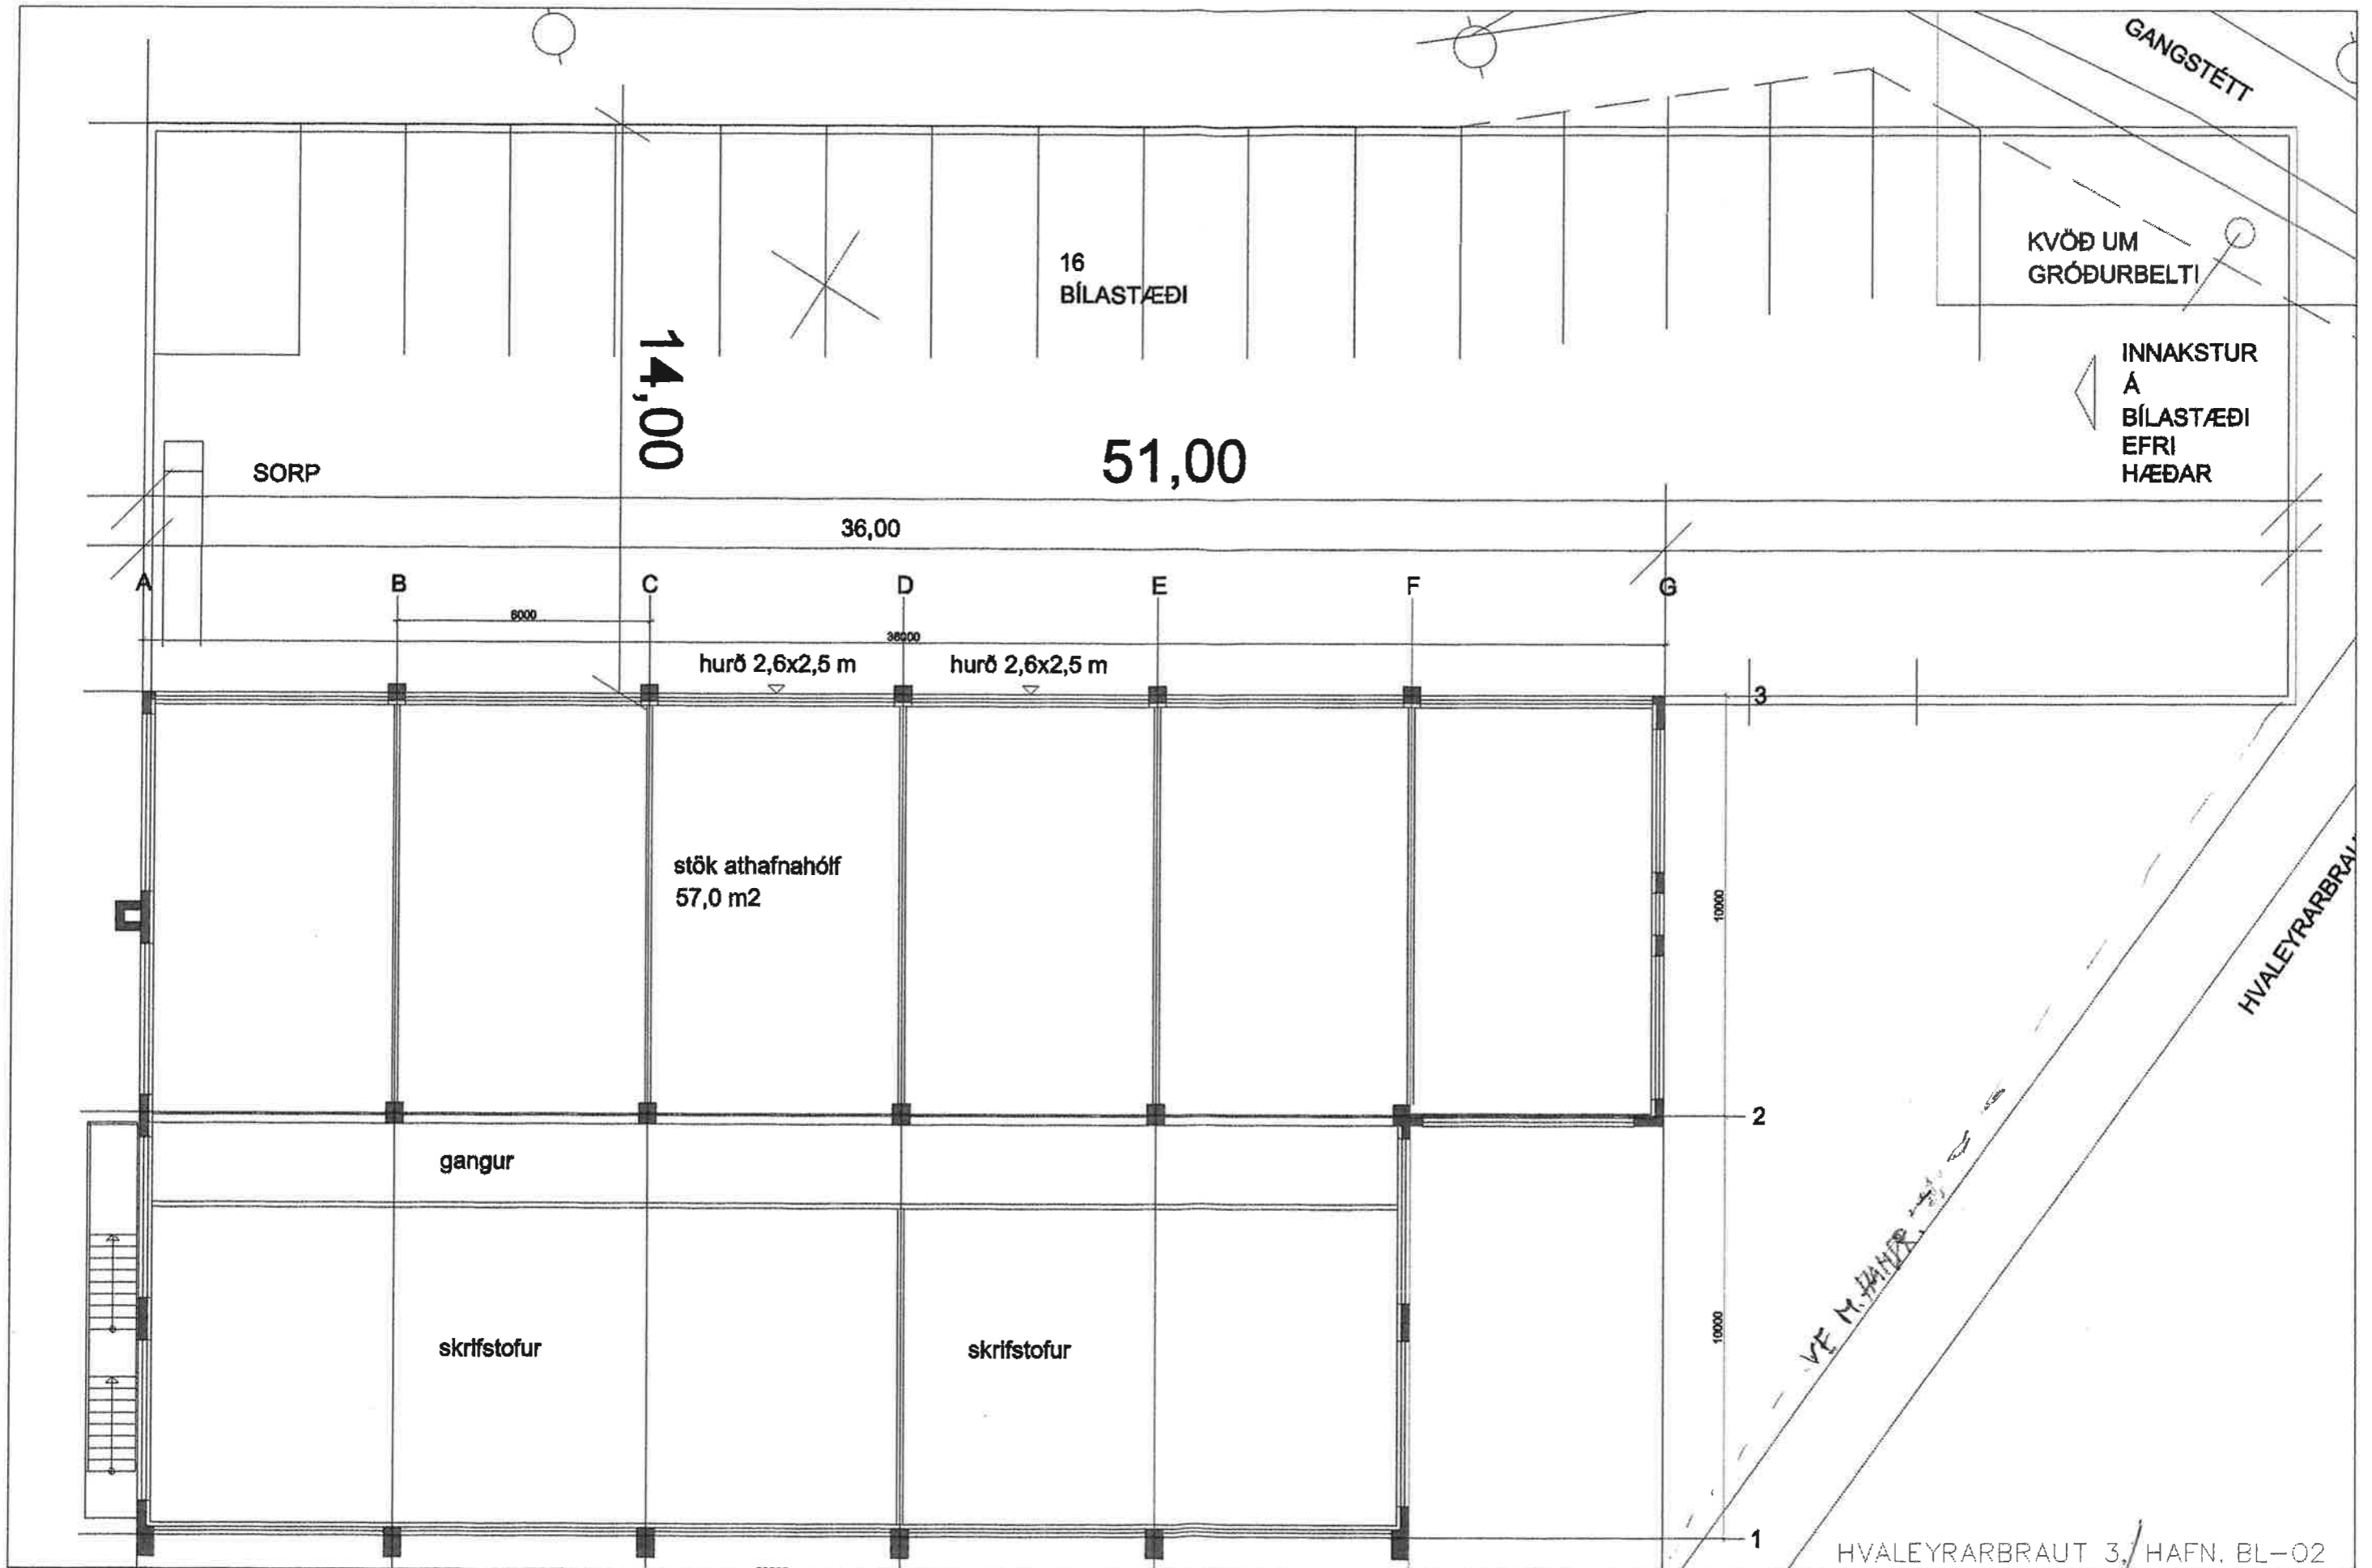 GANGSTÉTT
16
BÍLASTÆÐI
KVÖÐ UM
GRÓÐURBELTI
INNAKSTUR
Á
BÍLASTÆÐI
EFRI
HÆÐAR
14,00
51,00
SORP
36,00
A B C D E F G
6000
36000
hurð 2,6x2,5 m hurð 2,6x2,5 m
3
stök athafnahólf
57,0 m2
10000
HVALEYRARBRAU
2
gangur
10000
skrifstofur skrifstofur
1
HVALEYRARBRAUT 3, HAFN. BL-02